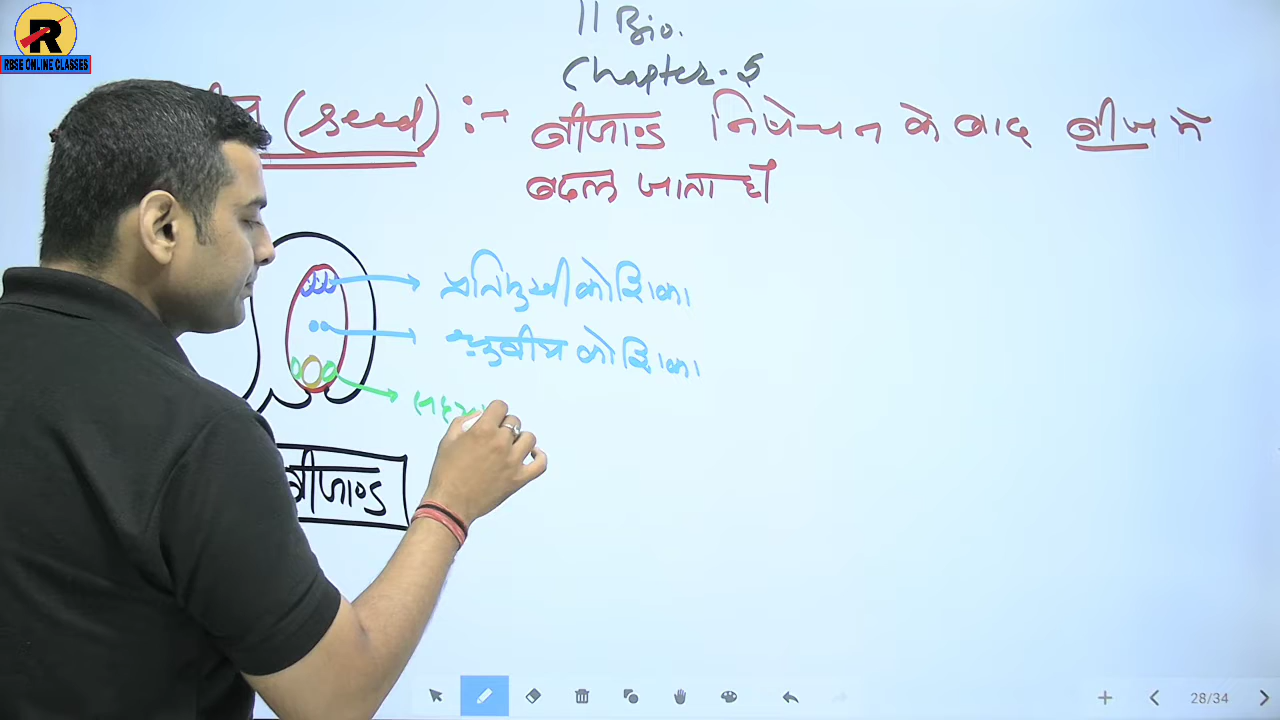 R
RBSE ONLINE CLASSES
11 Bio.
Chapter-5
(seed) :- बीजाण्ड निषेचन के बाद बीज में
बदल जाता है
प्रतिमुखी कोशिका
ध्रुवीय कोशिका
बीजाण्ड
28/34